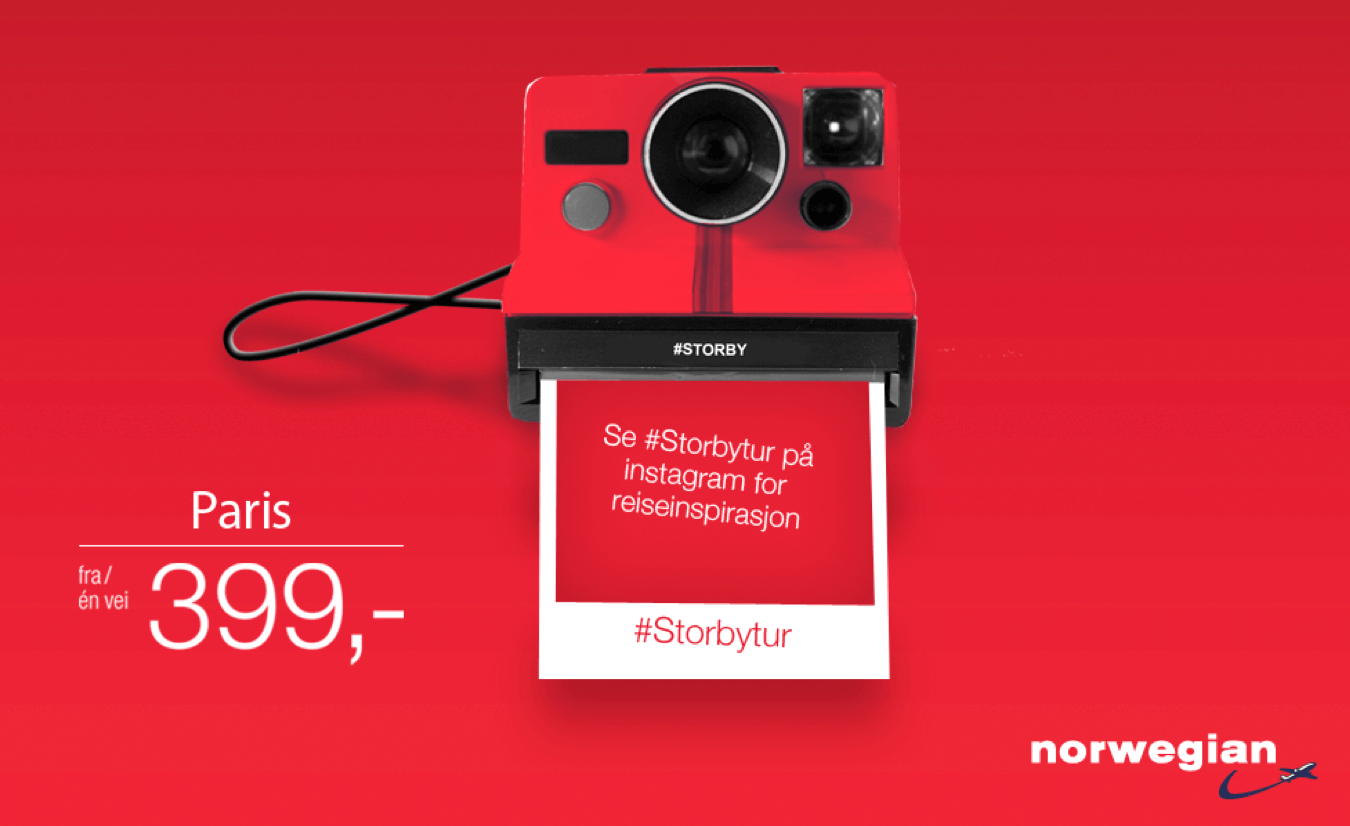 #STORBY
Se #Storbytur på
instagram for
reiseinspirasjon
#Storbytur
Paris
fra/
én vei
399,-
norwegian